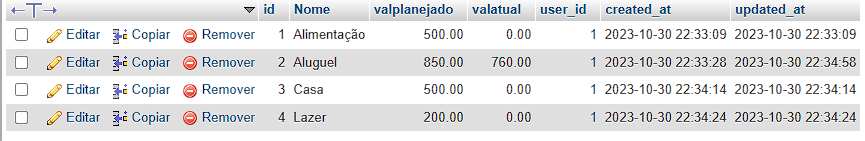 id Nome valplanejado valatual user_id created_at updated_at
Editar Copiar Remover 1 Alimentação 500.00 0.00 1 2023-10-30 22:33:09 2023-10-30 22:33:09
Editar Copiar Remover 2 Aluguel 850.00 760.00 1 2023-10-30 22:33:28 2023-10-30 22:34:58
Editar Copiar Remover 3 Casa 500.00 0.00 1 2023-10-30 22:34:14 2023-10-30 22:34:14
Editar Copiar Remover 4 Lazer 200.00 0.00 1 2023-10-30 22:34:24 2023-10-30 22:34:24